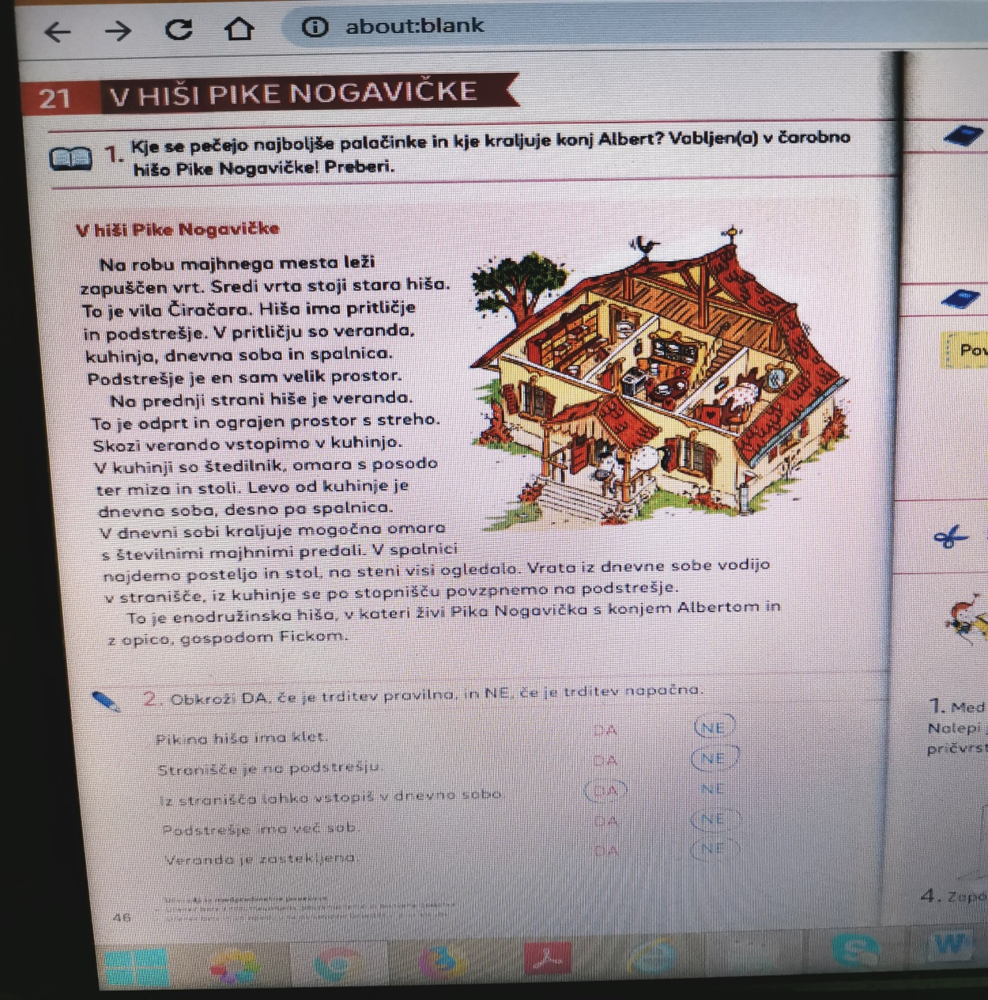 about:blank
21 V HIŠI PIKE NOGAVIČKE
1. Kje se pečejo najboljše palačinke in kje kraljuje konj Albert? Vabljen(a) v čarobno
hišo Pike Nogavičke! Preberi.
V hiši Pike Nogavičke
Na robu majhnega mesta leži
zapuščen vrt. Sredi vrta stoji stara hiša.
To je vila Čiračara. Hiša ima pritličje
in podstrešje. V pritličju so veranda,
kuhinja, dnevna soba in spalnica.
Podstrešje je en sam velik prostor.
Na prednji strani hiše je veranda.
To je odprt in ograjen prostor s streho.
Skozi verando vstopimo v kuhinjo.
V kuhinji so štedilnik, omara s posodo
ter miza in stoli. Levo od kuhinje je
dnevna soba, desno pa spalnica.
V dnevni sobi kraljuje mogočna omara
s številnimi majhnimi predali. V spalnici
najdemo posteljo in stol, na steni visi ogledalo. Vrata iz dnevne sobe vodijo
v stranišče, iz kuhinje se po stopnišču povzpnemo na podstrešje.
To je enodružinska hiša, v kateri živi Pika Nogavička s konjem Albertom in
z opico, gospodom Fickom.
2. Obkroži DA, če je trditev pravilna, in NE, če je trditev napačna.
Pikina hiša ima klet. DA NE
Stranišče je na podstrešju. DA NE
Iz stranišča lahko vstopiš v dnevno sobo. DA NE
Podstrešje ima več sob. DA NE
Veranda je zastekljena. DA NE
46
Pov
1. Med
Nalepi
pričvrst
4. Zapo